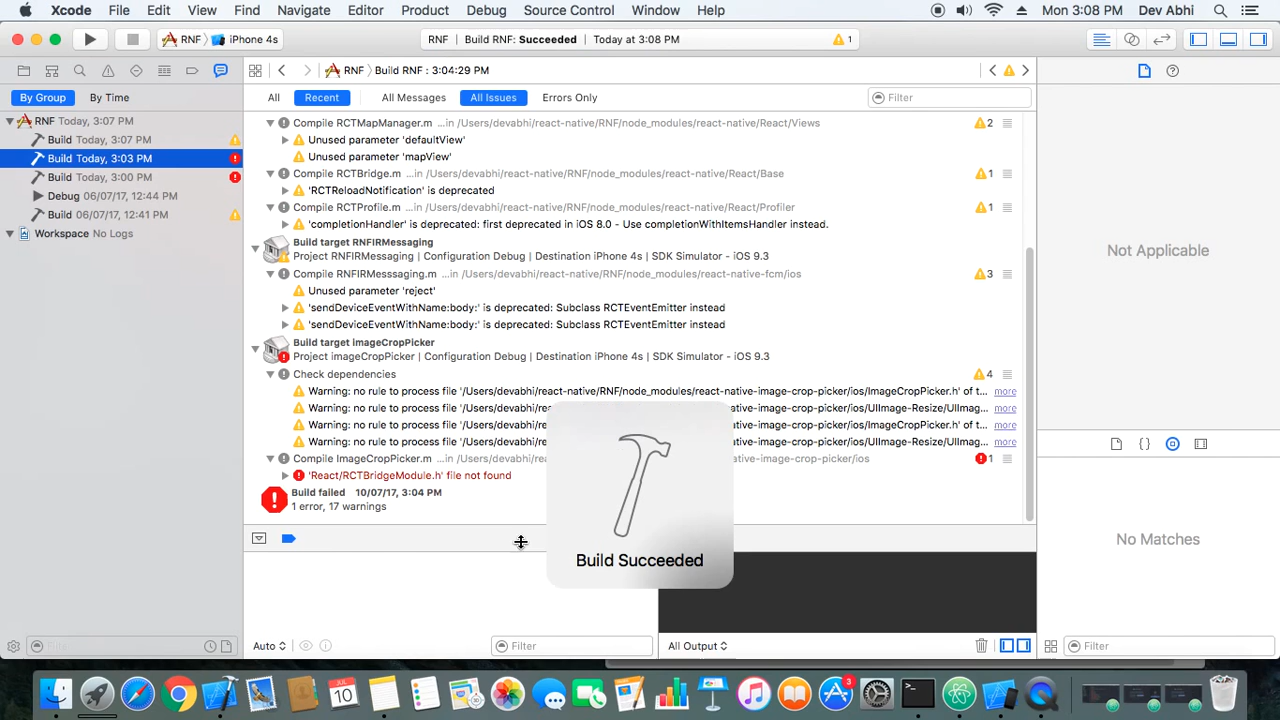 Xcode File Edit View Find Navigate Editor Product Debug Source Control Window Help Mon 3:08 PM Dev Abhi
RNF iPhone 4s RNF Build RNF: Succeeded Today at 3:08 PM 1
RNF Build RNF : 3:04:29 PM
By Group By Time All Recent All Messages All Issues Errors Only Filter
RNF Today, 3:07 PM
Build Today, 3:07 PM
Build Today, 3:03 PM
Build Today, 3:00 PM
Debug 06/07/17, 12:44 PM
Build 06/07/17, 12:41 PM
Workspace No Logs
Compile RCTMapManager.m ...in /Users/devabhi/react-native/RNF/node_modules/react-native/React/Views 2
Unused parameter 'defaultView'
Unused parameter 'mapView'
Compile RCTBridge.m ...in /Users/devabhi/react-native/RNF/node_modules/react-native/React/Base 1
'RCTReloadNotification' is deprecated
Compile RCTProfile.m ...in /Users/devabhi/react-native/RNF/node_modules/react-native/React/Profiler 1
'completionHandler' is deprecated: first deprecated in iOS 8.0 - Use completionWithItemsHandler instead.
Build target RNFIRMessaging
Project RNFIRMessaging | Configuration Debug | Destination iPhone 4s | SDK Simulator - iOS 9.3
Compile RNFIRMesssaging.m ...in /Users/devabhi/react-native/RNF/node_modules/react-native-fcm/ios 3
Unused parameter 'reject'
'sendDeviceEventWithName:body:' is deprecated: Subclass RCTEventEmitter instead
'sendDeviceEventWithName:body:' is deprecated: Subclass RCTEventEmitter instead
Build target imageCropPicker
Project imageCropPicker | Configuration Debug | Destination iPhone 4s | SDK Simulator - iOS 9.3
Check dependencies 4
Warning: no rule to process file '/Users/devabhi/react-native/RNF/node_modules/react-native-image-crop-picker/ios/ImageCropPicker.h' of t... more
Warning: no rule to process file '/Users/devabhi/re ative-image-crop-picker/ios/UIImage-Resize/UIImag... more
Warning: no rule to process file '/Users/devabhi/re ative-image-crop-picker/ios/ImageCropPicker.h' of t... more
Warning: no rule to process file '/Users/devabhi/re ative-image-crop-picker/ios/UIImage-Resize/UIImag... more
Compile ImageCropPicker.m ...in /Users/devabhi/re ative-image-crop-picker/ios 1
'React/RCTBridgeModule.h' file not found
Build failed 10/07/17, 3:04 PM
1 error, 17 warnings
Build Succeeded
Not Applicable
No Matches
Auto Filter All Output Filter
JUL
10
3